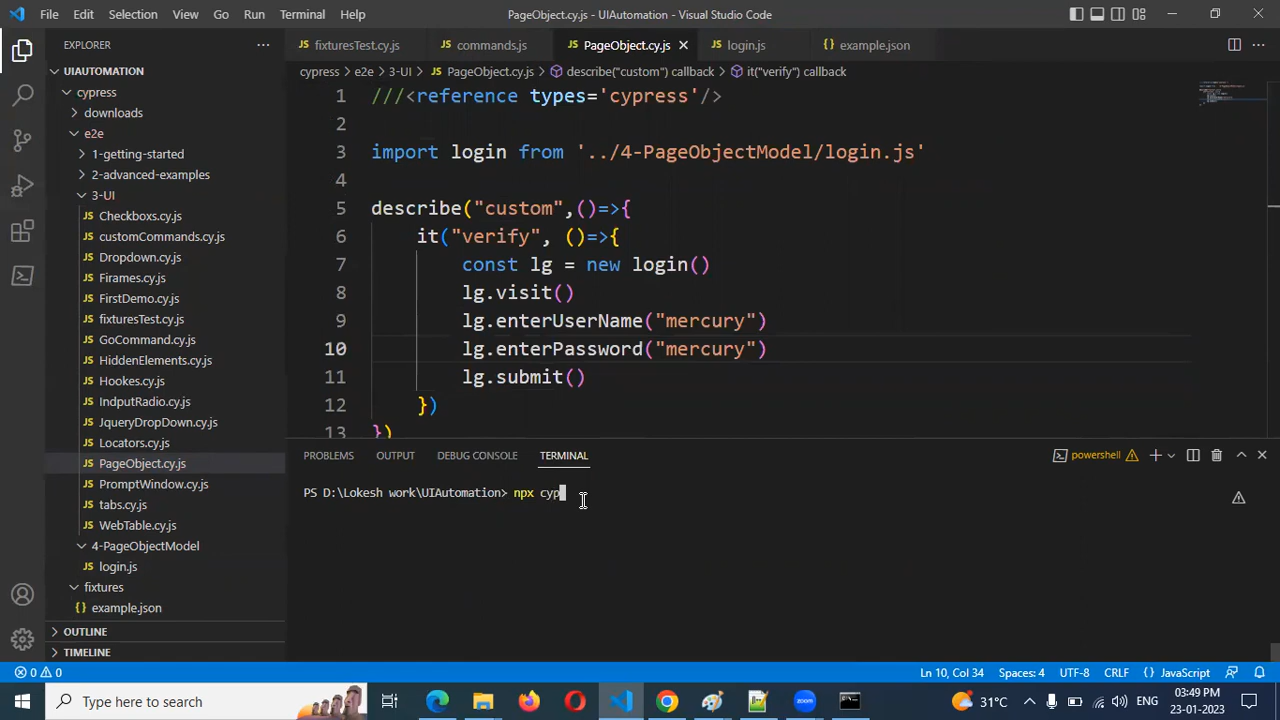 File Edit Selection View Go Run Terminal Help
PageObject.cy.js - UIAutomation - Visual Studio Code
EXPLORER
UIAUTOMATION
cypress
downloads
e2e
1-getting-started
2-advanced-examples
3-UI
Checkboxs.cy.js
customCommands.cy.js
Dropdown.cy.js
Firames.cy.js
FirstDemo.cy.js
fixturesTest.cy.js
GoCommand.cy.js
HiddenElements.cy.js
Hookes.cy.js
IndputRadio.cy.js
JqueryDropDown.cy.js
Locators.cy.js
PageObject.cy.js
PromptWindow.cy.js
tabs.cy.js
WebTable.cy.js
4-PageObjectModel
login.js
fixtures
example.json
OUTLINE
TIMELINE
fixturesTest.cy.js commands.js PageObject.cy.js login.js example.json
cypress > e2e > 3-UI > PageObject.cy.js > describe("custom") callback > it("verify") callback
1 ///<reference types='cypress'/>
2
3 import login from '../4-PageObjectModel/login.js'
4
5 describe("custom",()=>{
6 it("verify", ()=>{
7 const lg = new login()
8 lg.visit()
9 lg.enterUserName("mercury")
10 lg.enterPassword("mercury")
11 lg.submit()
12 })
13 })
PROBLEMS OUTPUT DEBUG CONSOLE TERMINAL
powershell
PS D:\Lokesh work\UIAutomation> npx cyp
0 0
Ln 10, Col 34 Spaces: 4 UTF-8 CRLF JavaScript
Type here to search
31°C
ENG
03:49 PM
23-01-2023